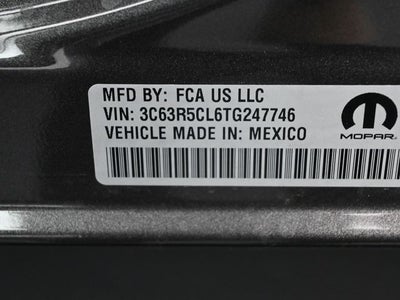 MFD BY: FCA US LLC
VIN: 3C63R5CL6TG247746
VEHICLE MADE IN: MEXICO
MOPAR